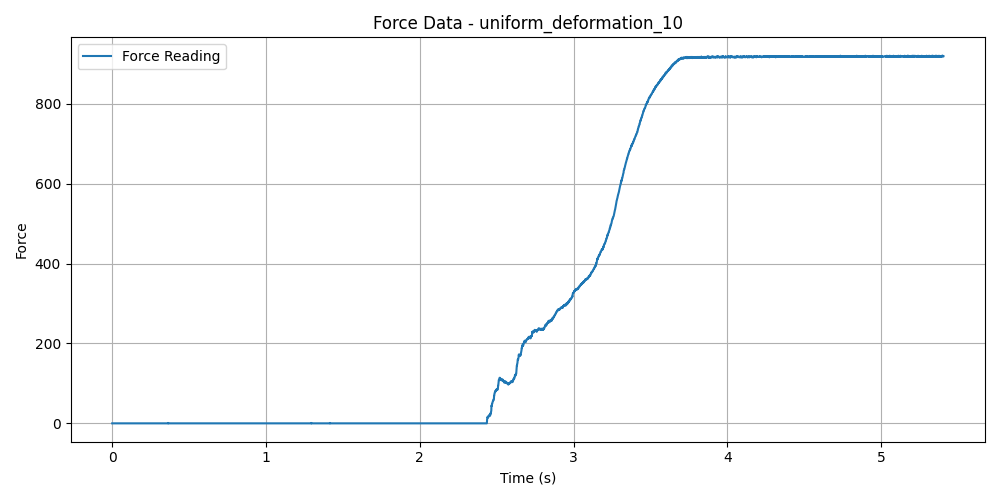 Force Data - uniform_deformation_10
Force Reading
800
600
400
200
0
Force
0 1 2 3 4 5
Time (s)